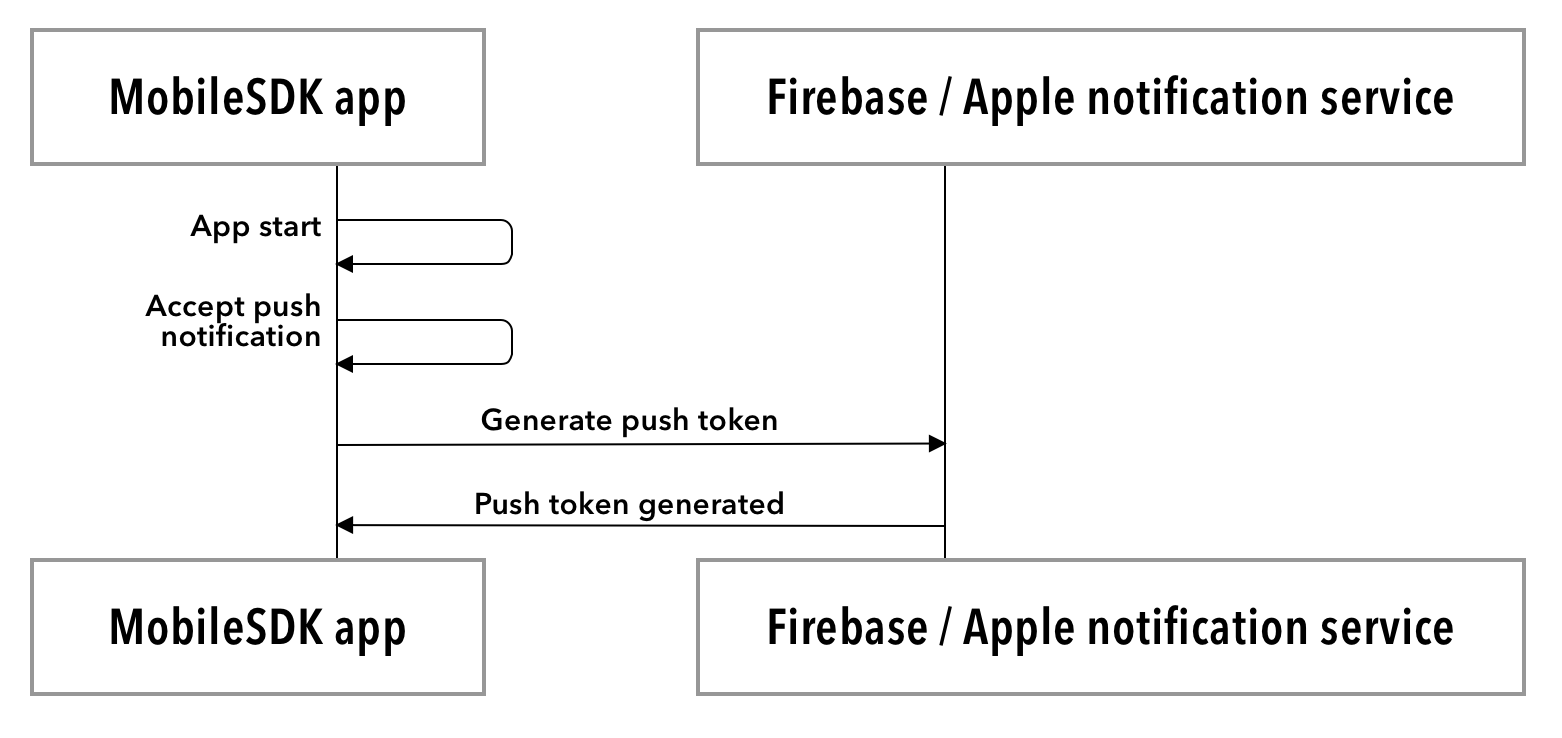 MobileSDK app
Firebase / Apple notification service
App start
Accept push
notification
Generate push token
Push token generated
MobileSDK app
Firebase / Apple notification service